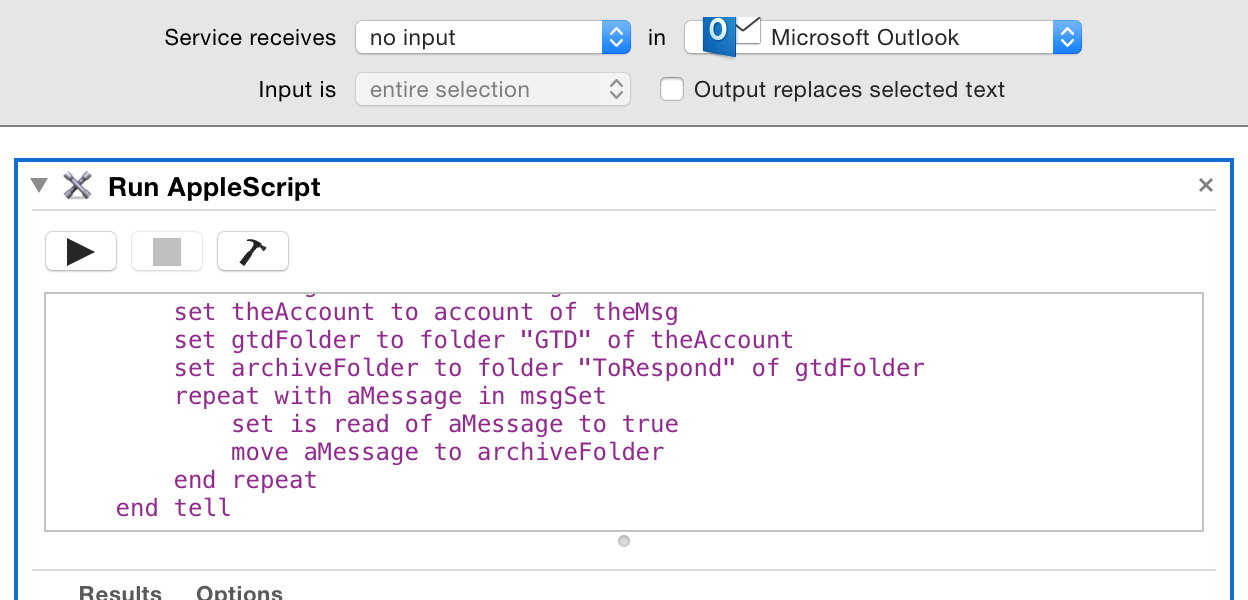 Service receives no input in Microsoft Outlook
Input is entire selection Output replaces selected text
Run AppleScript
set theAccount to account of theMsg
set gtdFolder to folder "GTD" of theAccount
set archiveFolder to folder "ToRespond" of gtdFolder
repeat with aMessage in msgSet
set is read of aMessage to true
move aMessage to archiveFolder
end repeat
end tell
Results Options